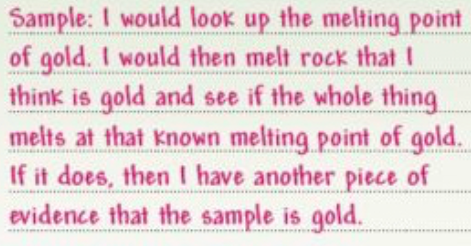 Sample: I would look up the melting point
of gold. I would then melt rock that I
think is gold and see if the whole thing
melts at that known melting point of gold.
If it does, then I have another piece of
evidence that the sample is gold.